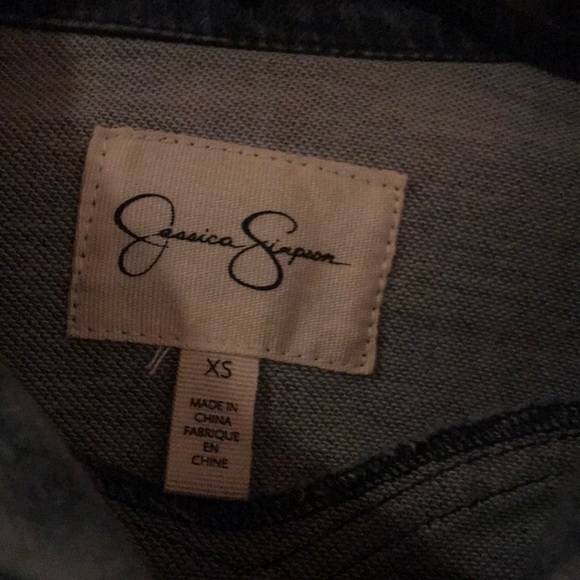 Jessica Simpson
XS
MADE IN
CHINA
FABRIQUE
EN
CHINE